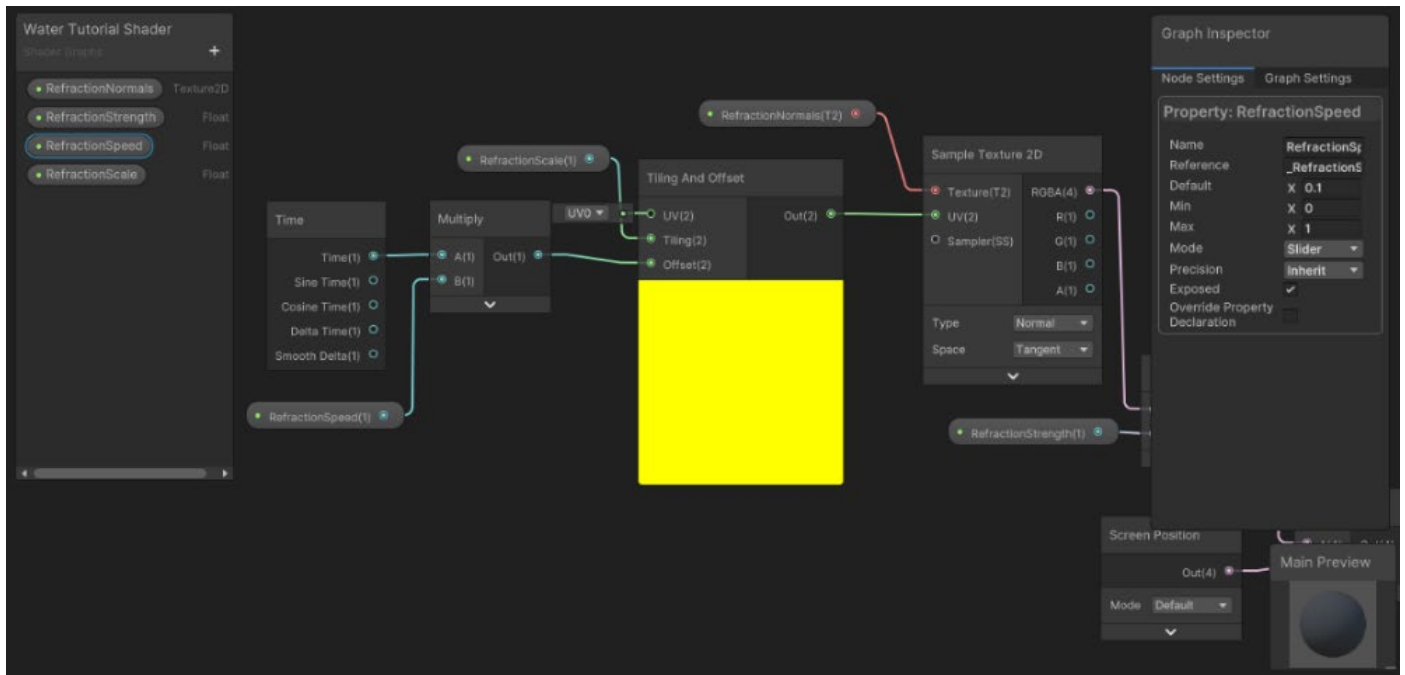 Water Tutorial Shader
Shader Graphs
+
RefractionNormals Texture2D
RefractionStrength Float
RefractionSpeed Float
RefractionScale Float
Time
Time(1)
Sine Time(1)
Cosine Time(1)
Delta Time(1)
Smooth Delta(1)
RefractionSpeed(1)
Multiply
A(1) Out(1)
B(1)
RefractionScale(1)
UV0
Tiling And Offset
UV(2) Out(2)
Tiling(2)
Offset(2)
RefractionNormals(T2)
Sample Texture 2D
Texture(T2) RGBA(4)
UV(2) R(1)
Sampler(SS) G(1)
B(1)
A(1)
Type Normal
Space Tangent
RefractionStrength(1)
Screen Position
Out(4)
Mode Default
Graph Inspector
Node Settings Graph Settings
Property: RefractionSpeed
Name RefractionSp
Reference _RefractionS
Default X 0.1
Min X 0
Max X 1
Mode Slider
Precision Inherit
Exposed
Override Property
Declaration
Main Preview